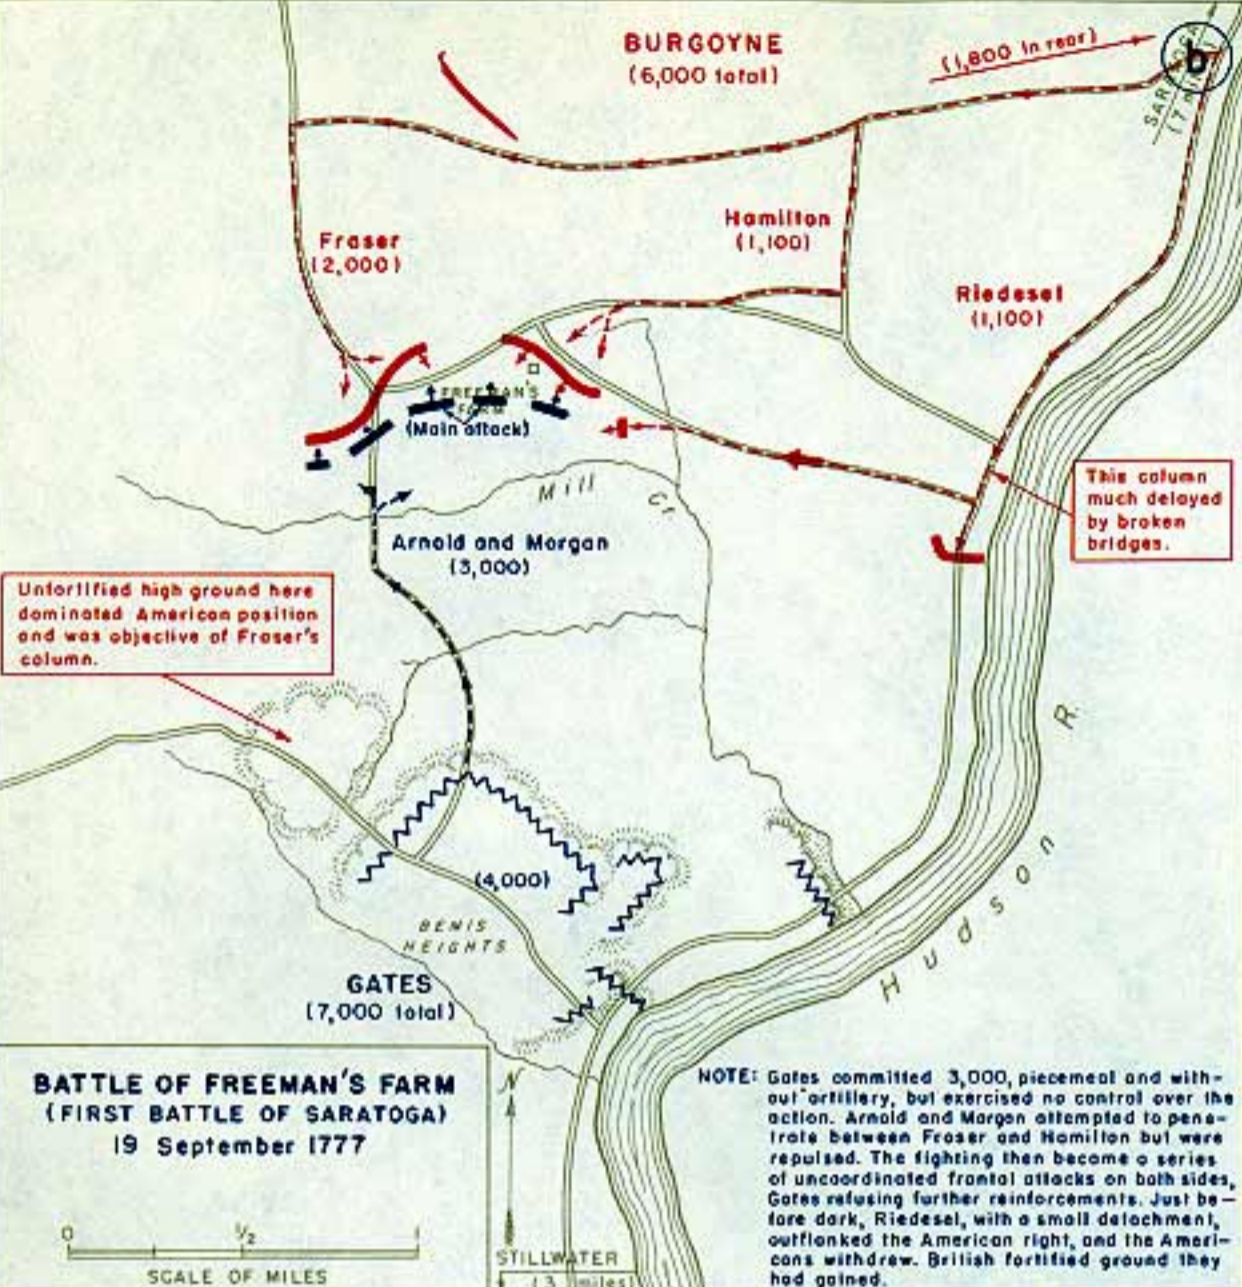 BURGOYNE
(6,000 total)
(1,800 in rear)
b
(7
Hamilton
(1,100)
Fraser
(2,000)
Riedesel
(1,100)
FREEMAN'S
FARM
(Main attack)
Mill
Cr.
This column
much delayed
by broken
bridges.
Arnold and Morgan
(3,000)
Unfortified high ground here
dominated American position
and was objective of Fraser's
column.
Hudson R.
(4,000)
BEMIS
HEIGHTS
GATES
(7,000 total)
BATTLE OF FREEMAN'S FARM
(FIRST BATTLE OF SARATOGA)
19 September 1777
0 1/2 1
SCALE OF MILES
N
STILLWATER
(3 miles)
NOTE: Gates committed 3,000, piecemeal and with-
out artillery, but exercised no control over the
action. Arnold and Morgan attempted to pene-
trate between Fraser and Hamilton but were
repulsed. The fighting then became a series
of uncoordinated frontal attacks on both sides,
Gates refusing further reinforcements. Just be-
fore dark, Riedesel, with a small detachment,
outflanked the American right, and the Ameri-
cans withdrew. British fortified ground they
had gained.